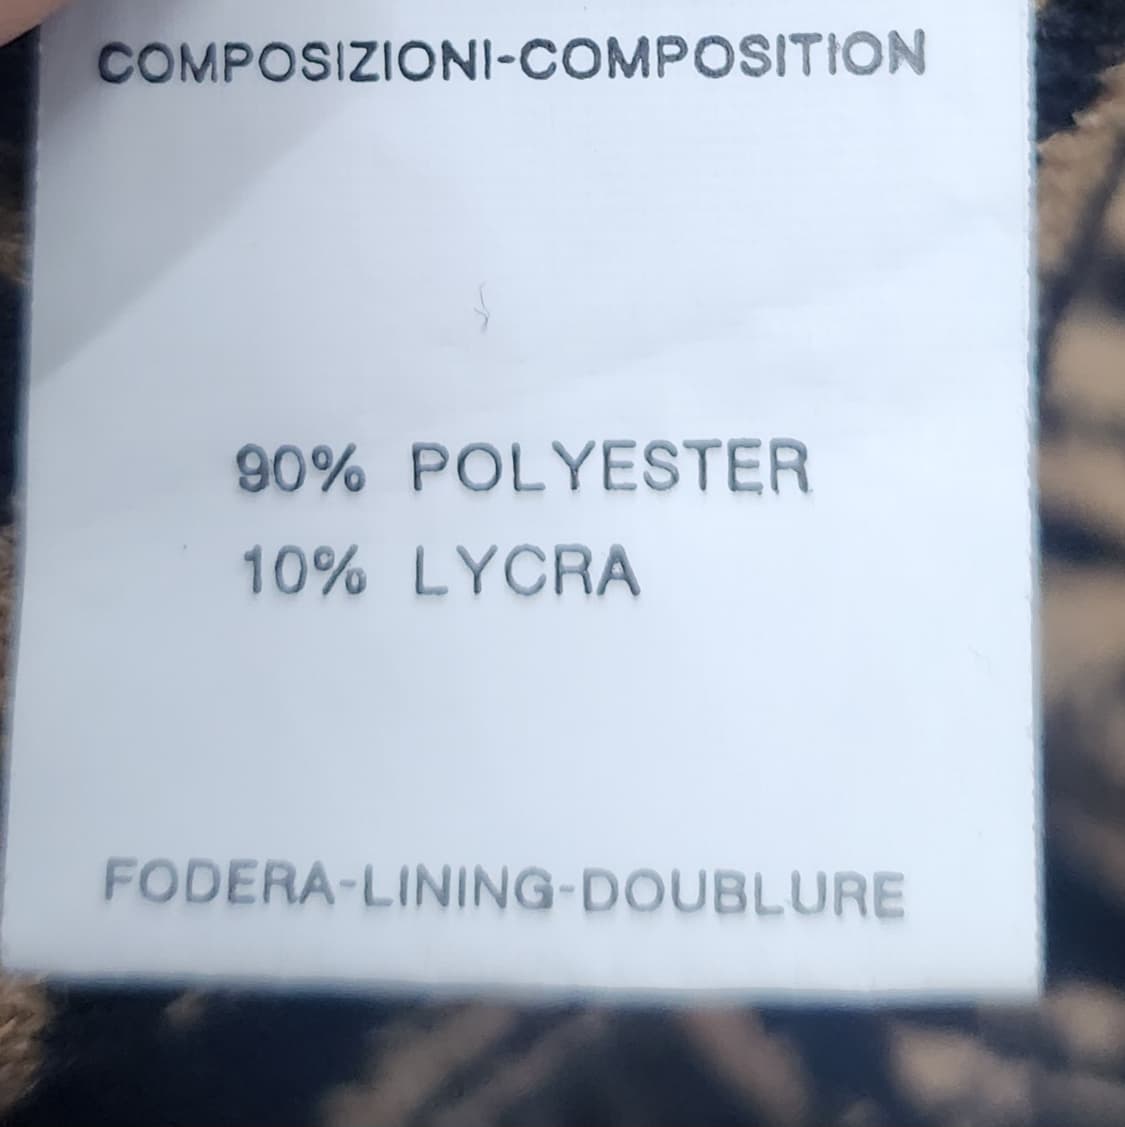 COMPOSIZIONI-COMPOSITION
90% POLYESTER
10% LYCRA
FODERA-LINING-DOUBLURE